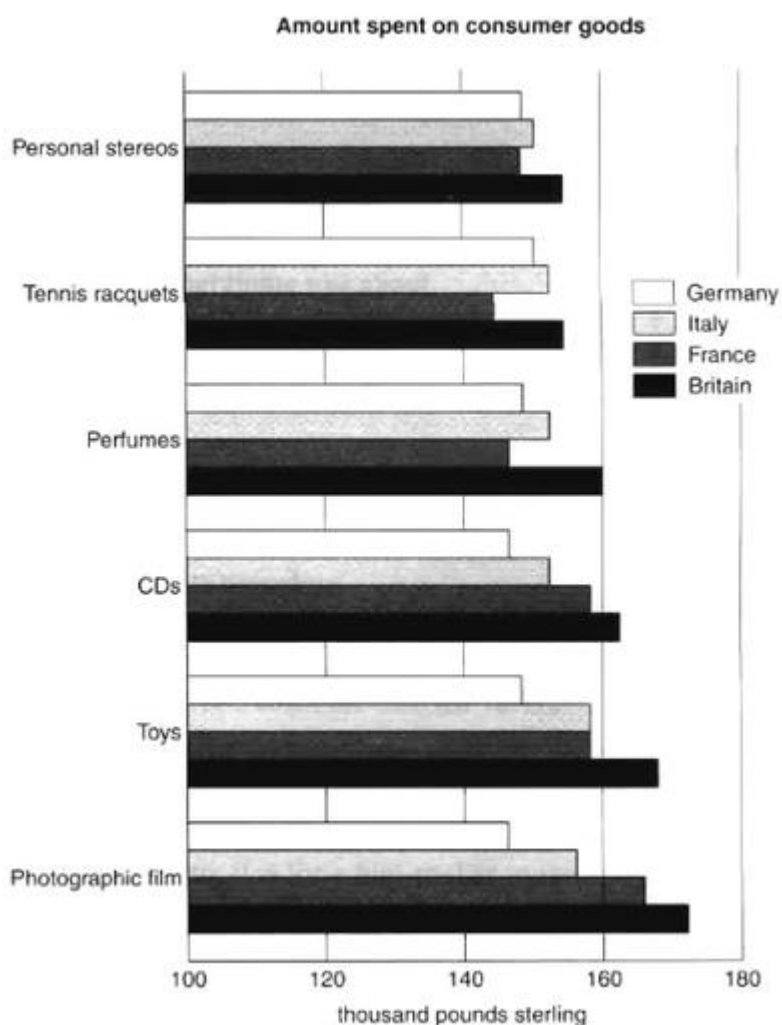 Amount spent on consumer goods
Personal stereos
Tennis racquets
Perfumes
CDs
Toys
Photographic film
Germany
Italy
France
Britain
100 120 140 160 180
thousand pounds sterling